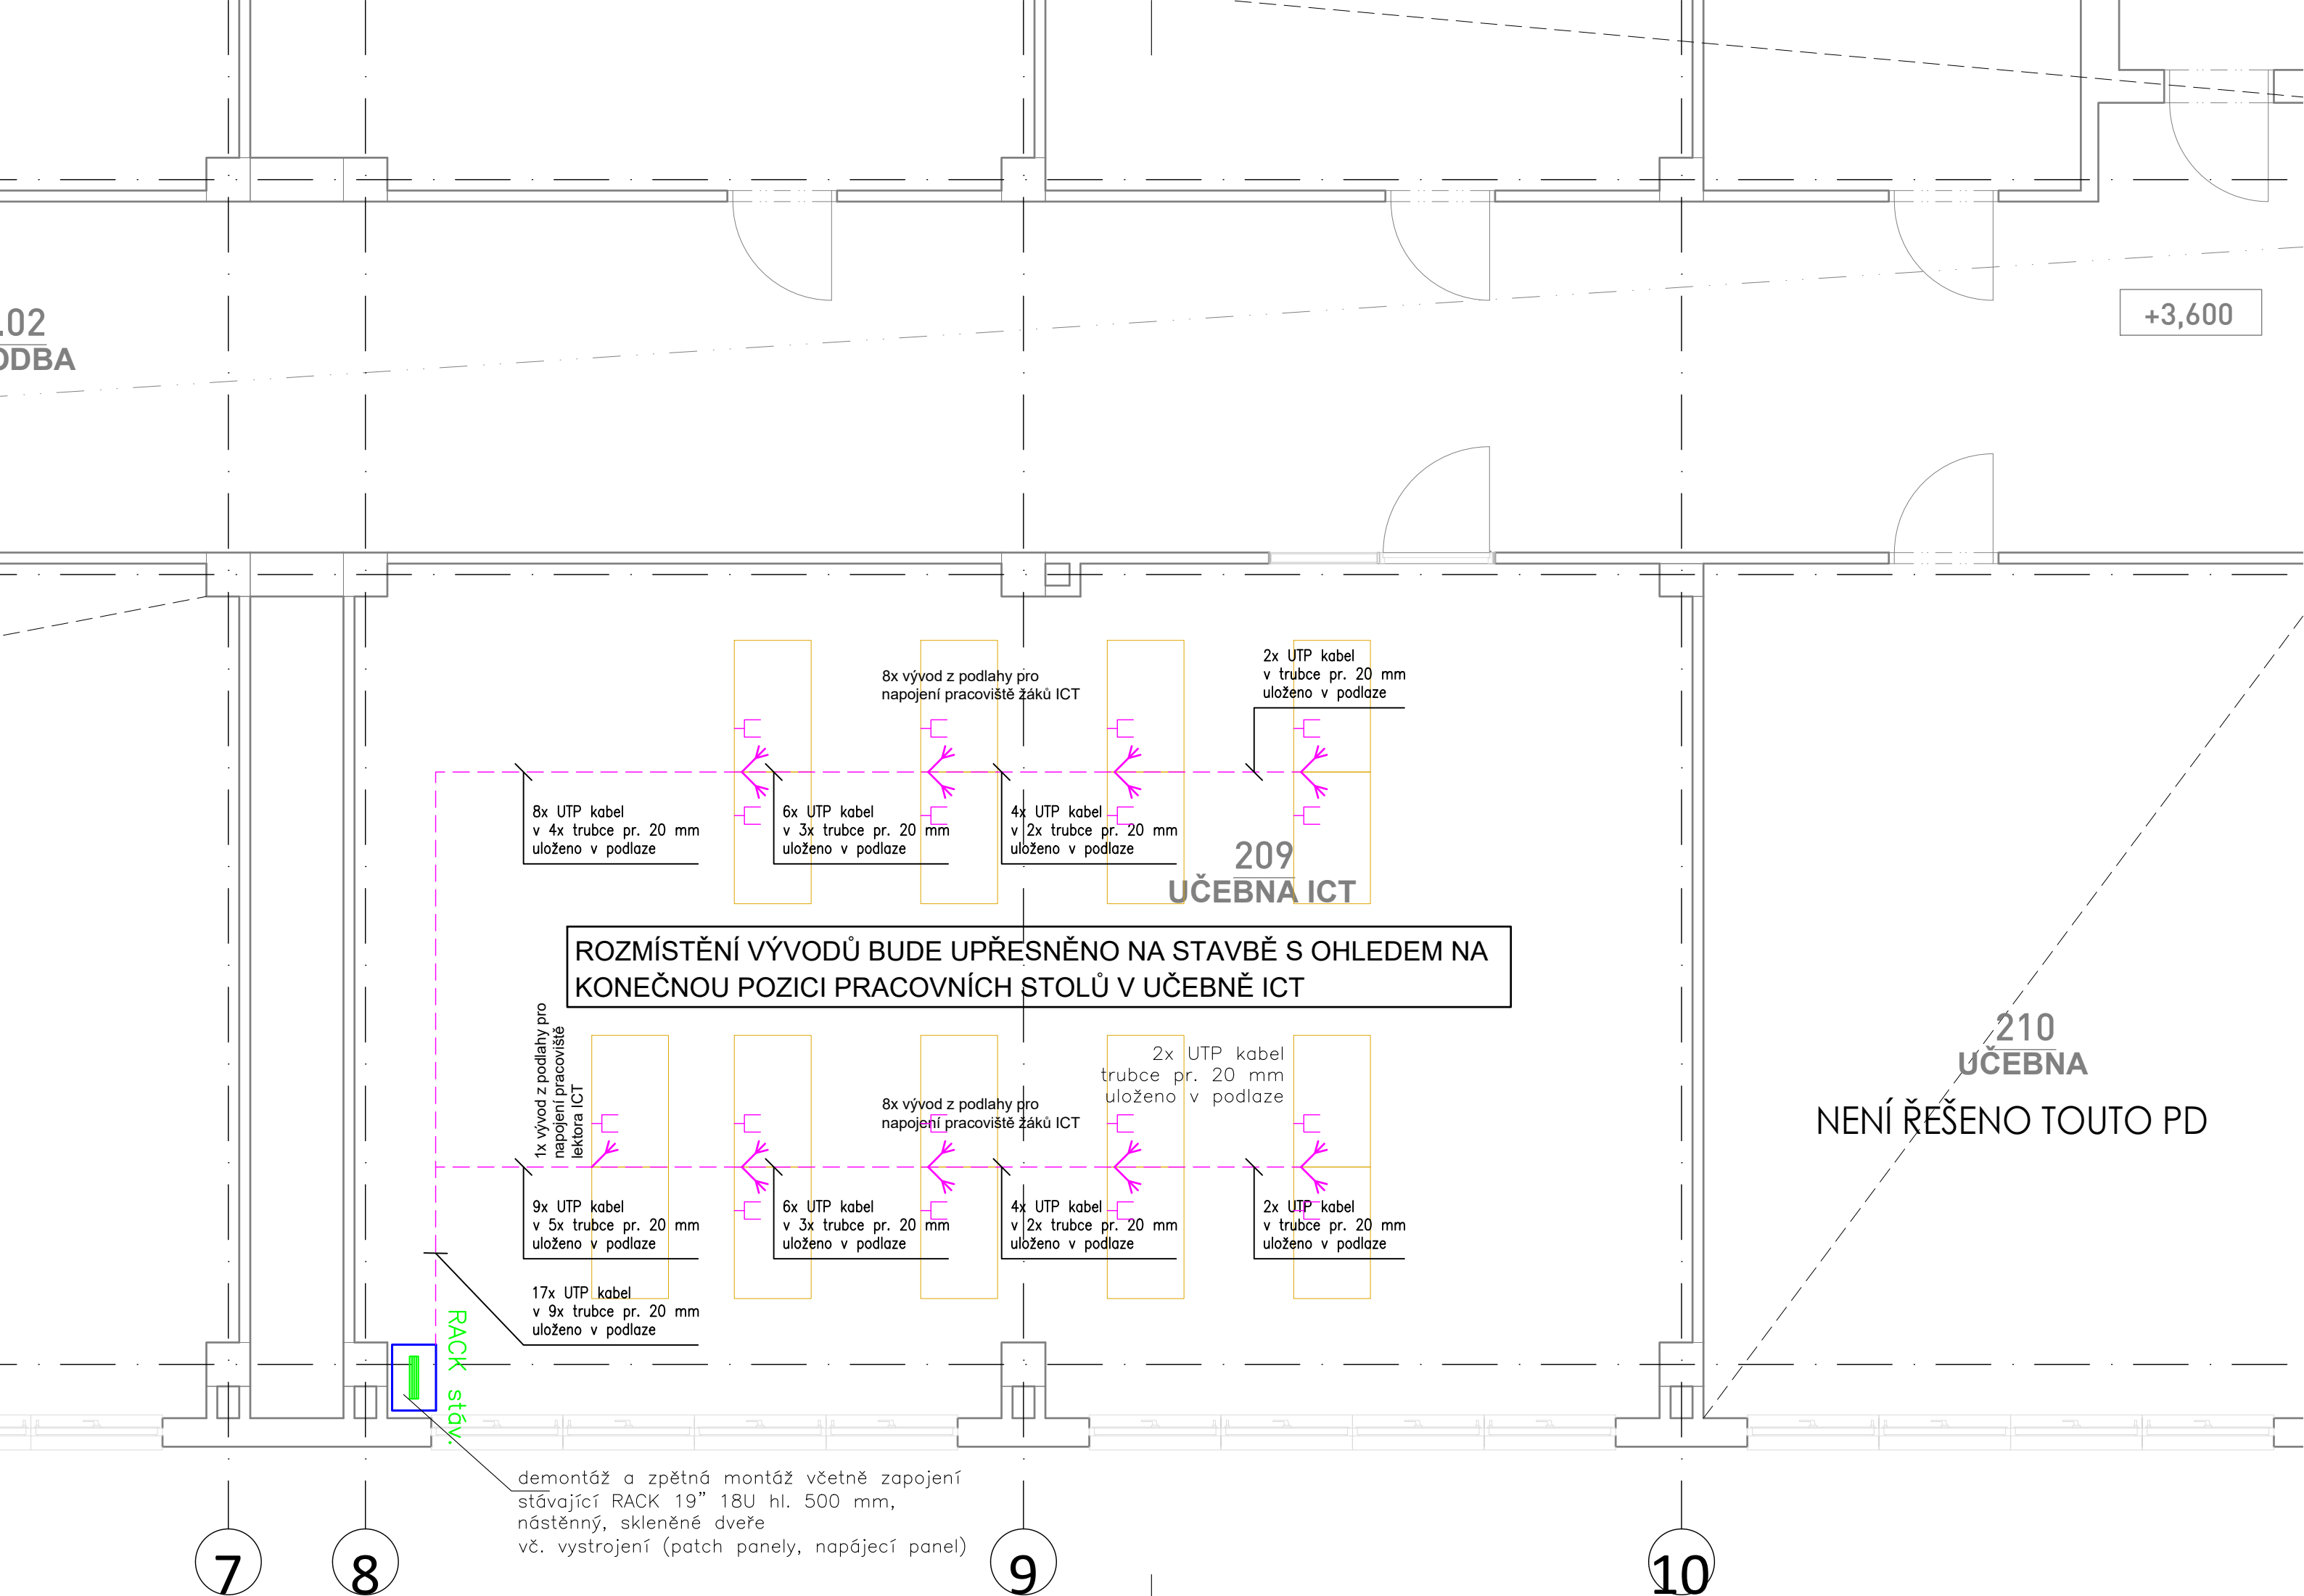 .02
ODBA
+3,600
8x vývod z podlahy pro
napojení pracoviště žáků ICT
2x UTP kabel
v trubce pr. 20 mm
uloženo v podlaze
8x UTP kabel
v 4x trubce pr. 20 mm
uloženo v podlaze
6x UTP kabel
v 3x trubce pr. 20 mm
uloženo v podlaze
4x UTP kabel
v 2x trubce pr. 20 mm
uloženo v podlaze
209
UČEBNA ICT
ROZMÍSTĚNÍ VÝVODŮ BUDE UPŘESNĚNO NA STAVBĚ S OHLEDEM NA
KONEČNOU POZICI PRACOVNÍCH STOLŮ V UČEBNĚ ICT
1x vývod z podlahy pro
napojení pracoviště
lektora ICT
8x vývod z podlahy pro
napojení pracoviště žáků ICT
2x UTP kabel
trubce pr. 20 mm
uloženo v podlaze
210
UČEBNA
NENÍ ŘEŠENO TOUTO PD
9x UTP kabel
v 5x trubce pr. 20 mm
uloženo v podlaze
6x UTP kabel
v 3x trubce pr. 20 mm
uloženo v podlaze
4x UTP kabel
v 2x trubce pr. 20 mm
uloženo v podlaze
2x UTP kabel
v trubce pr. 20 mm
uloženo v podlaze
17x UTP kabel
v 9x trubce pr. 20 mm
uloženo v podlaze
RACK stáv.
demontáž a zpětná montáž včetně zapojení
stávající RACK 19" 18U hl. 500 mm,
nástěnný, skleněné dveře
vč. vystrojení (patch panely, napájecí panel)
7
8
9
10